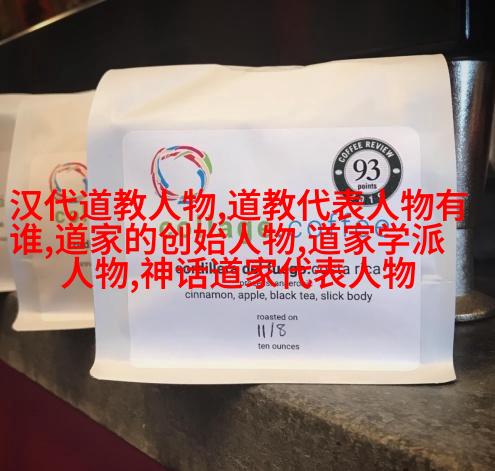 COFFEE REVIEW
93
points
汉代道教人物,道教代表人物有
谁,道家的创始人物,道家学派
人物,神话道家代表人物
coffee
costa rica
cinnamon, apple, black tea, slick body
roasted on
11/8
ten ounces